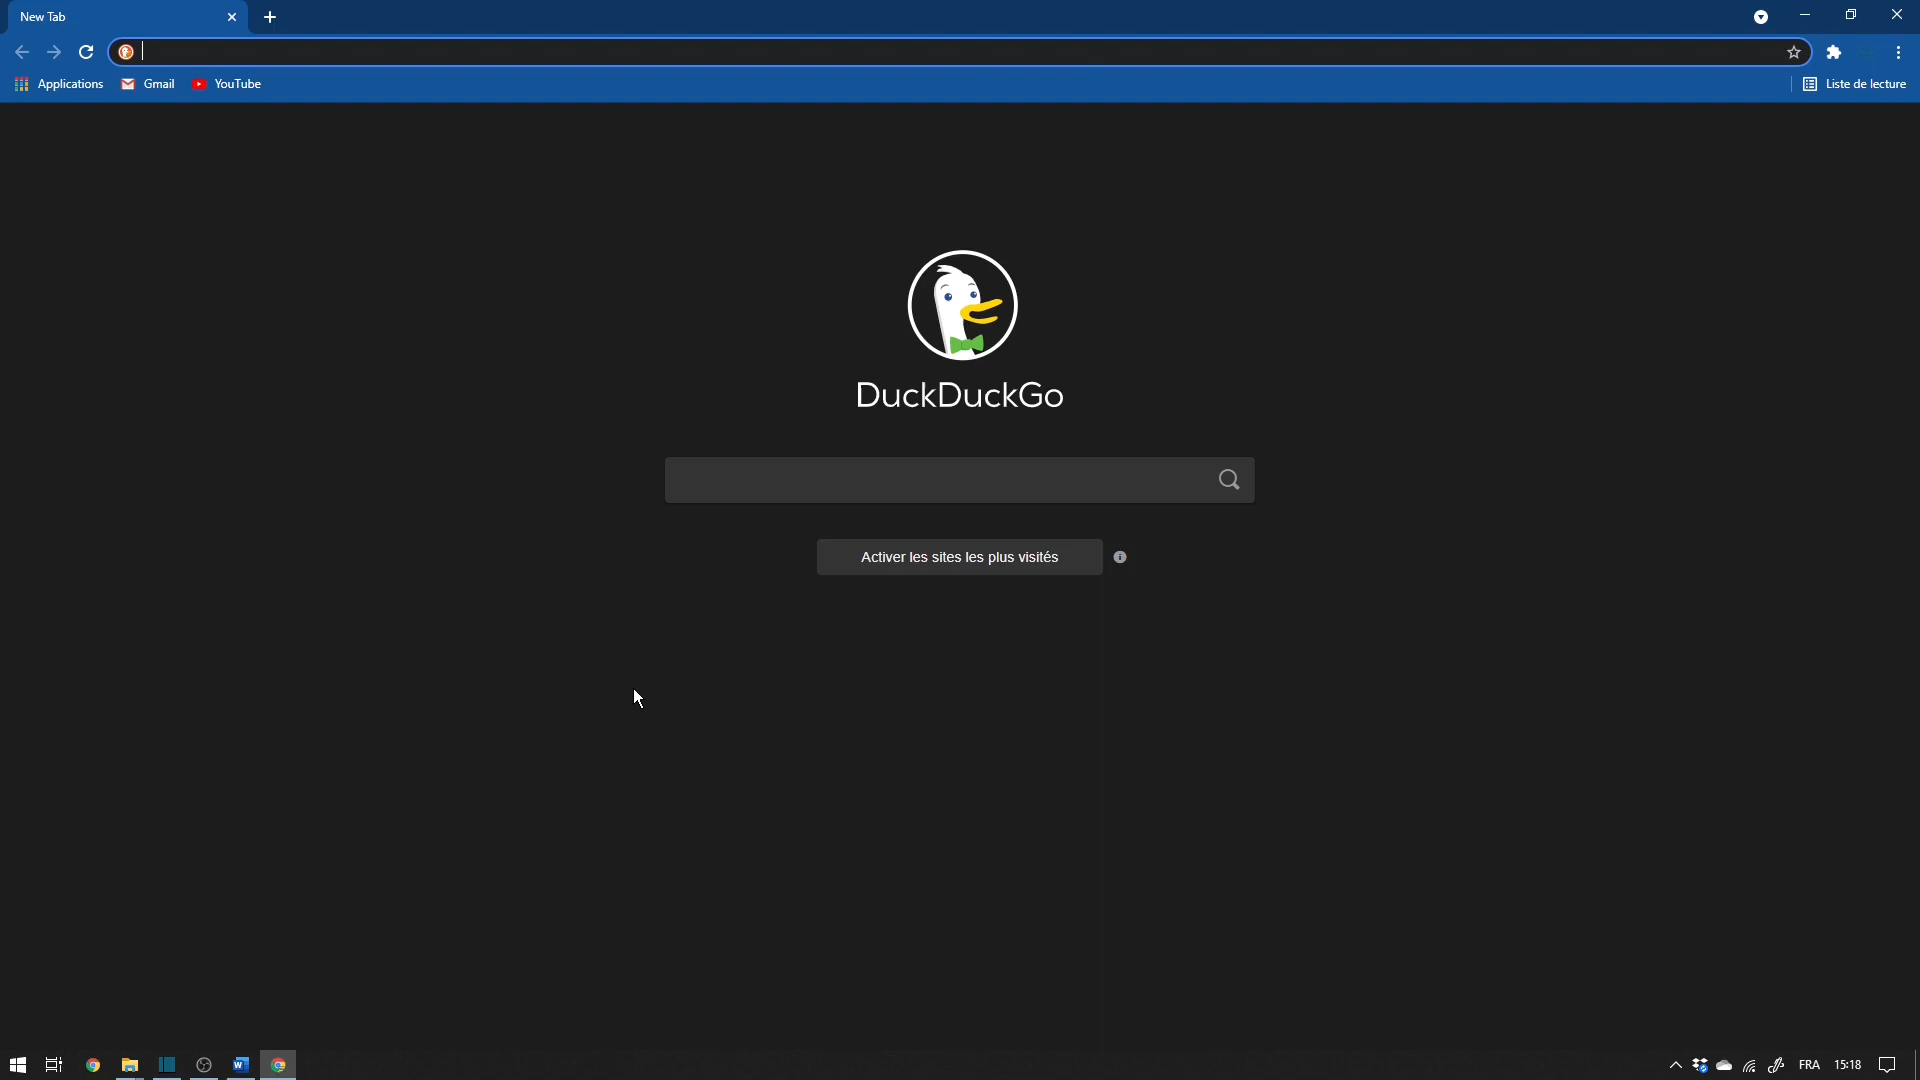 New Tab
Applications Gmail YouTube Liste de lecture
DuckDuckGo
Activer les sites les plus visités
FRA 15:18